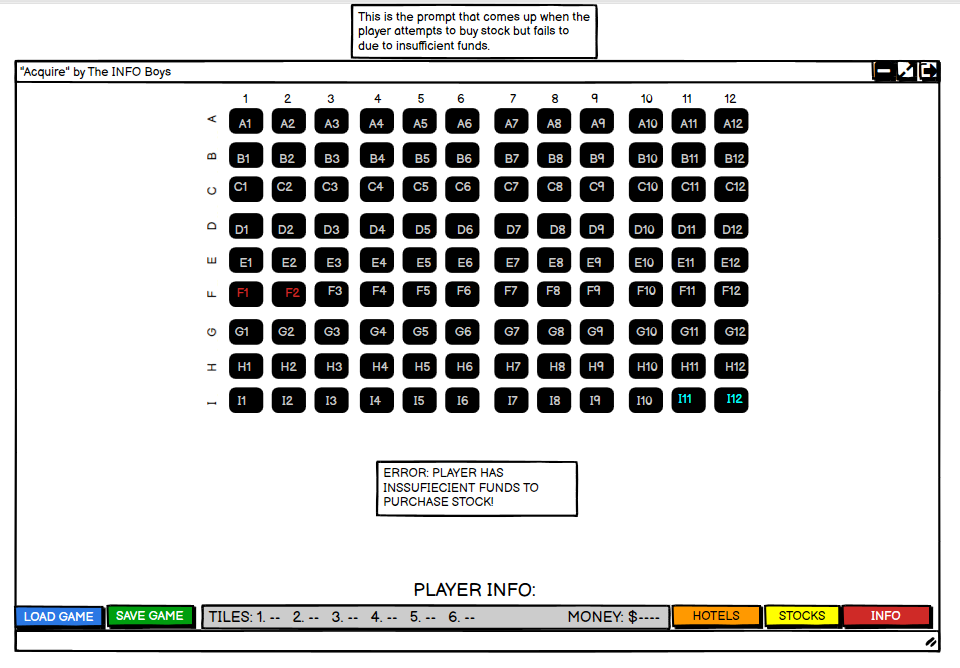 This is the prompt that comes up when the
player attempts to buy stock but fails to
due to insufficient funds.
"Acquire" by The INFO Boys
1 2 3 4 5 6 7 8 9 10 11 12
A A1 A2 A3 A4 A5 A6 A7 A8 A9 A10 A11 A12
B B1 B2 B3 B4 B5 B6 B7 B8 B9 B10 B11 B12
C C1 C2 C3 C4 C5 C6 C7 C8 C9 C10 C11 C12
D D1 D2 D3 D4 D5 D6 D7 D8 D9 D10 D11 D12
E E1 E2 E3 E4 E5 E6 E7 E8 E9 E10 E11 E12
F F1 F2 F3 F4 F5 F6 F7 F8 F9 F10 F11 F12
G G1 G2 G3 G4 G5 G6 G7 G8 G9 G10 G11 G12
H H1 H2 H3 H4 H5 H6 H7 H8 H9 H10 H11 H12
I I1 I2 I3 I4 I5 I6 I7 I8 I9 I10 I11 I12
ERROR: PLAYER HAS
INSSUFIECIENT FUNDS TO
PURCHASE STOCK!
PLAYER INFO:
LOAD GAME SAVE GAME TILES: 1. -- 2. -- 3. -- 4. -- 5. -- 6. -- MONEY: $---- HOTELS STOCKS INFO